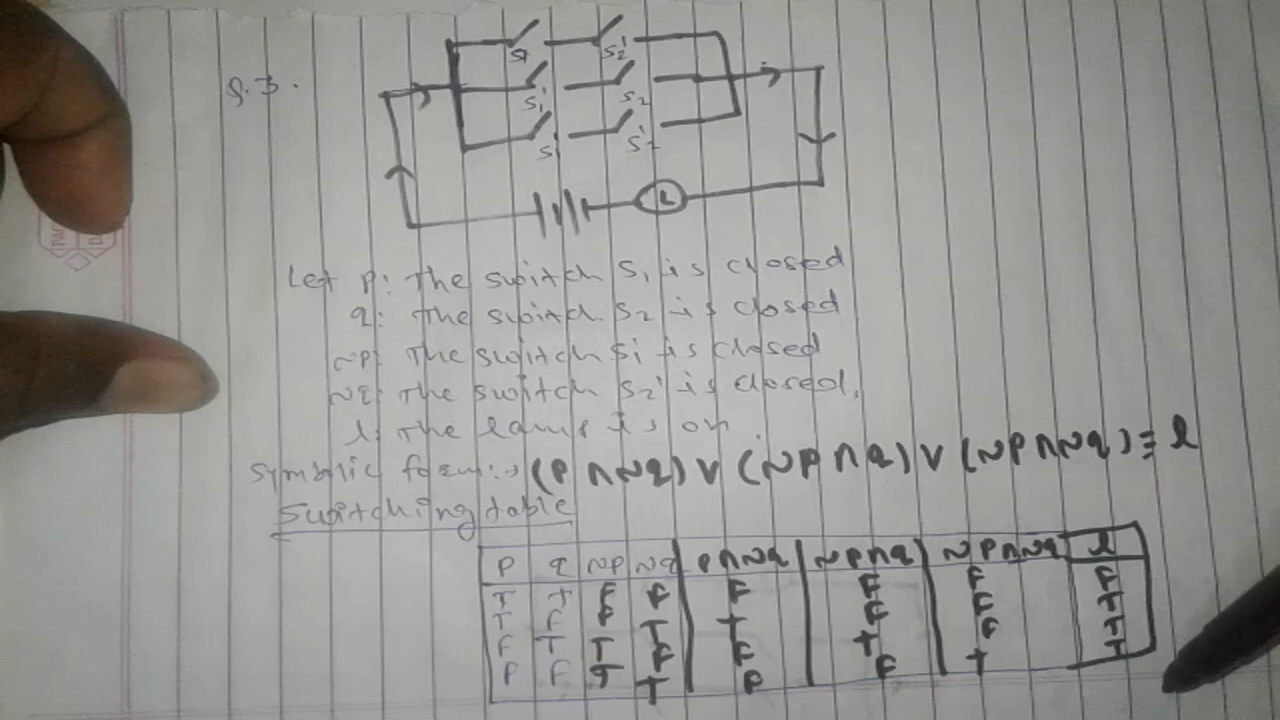 Q.3.
S1 S2'
S1' S2
S1' S2'
L
Let p: The switch S1 is closed
q: The switch S2 is closed
~p: The switch S1' is closed
~q: The switch S2' is closed.
l: The lamp is on
Symbolic form:→ (p ∧ ~q) ∨ (~p ∧ q) ∨ (~p ∧ ~q) ≡ l
Switching table
p q ~p ~q p∧~q ~p∧q ~p∧~q l
T T F F F F F F
T F F T T F F T
F T T F F T F T
F F T T F F T T